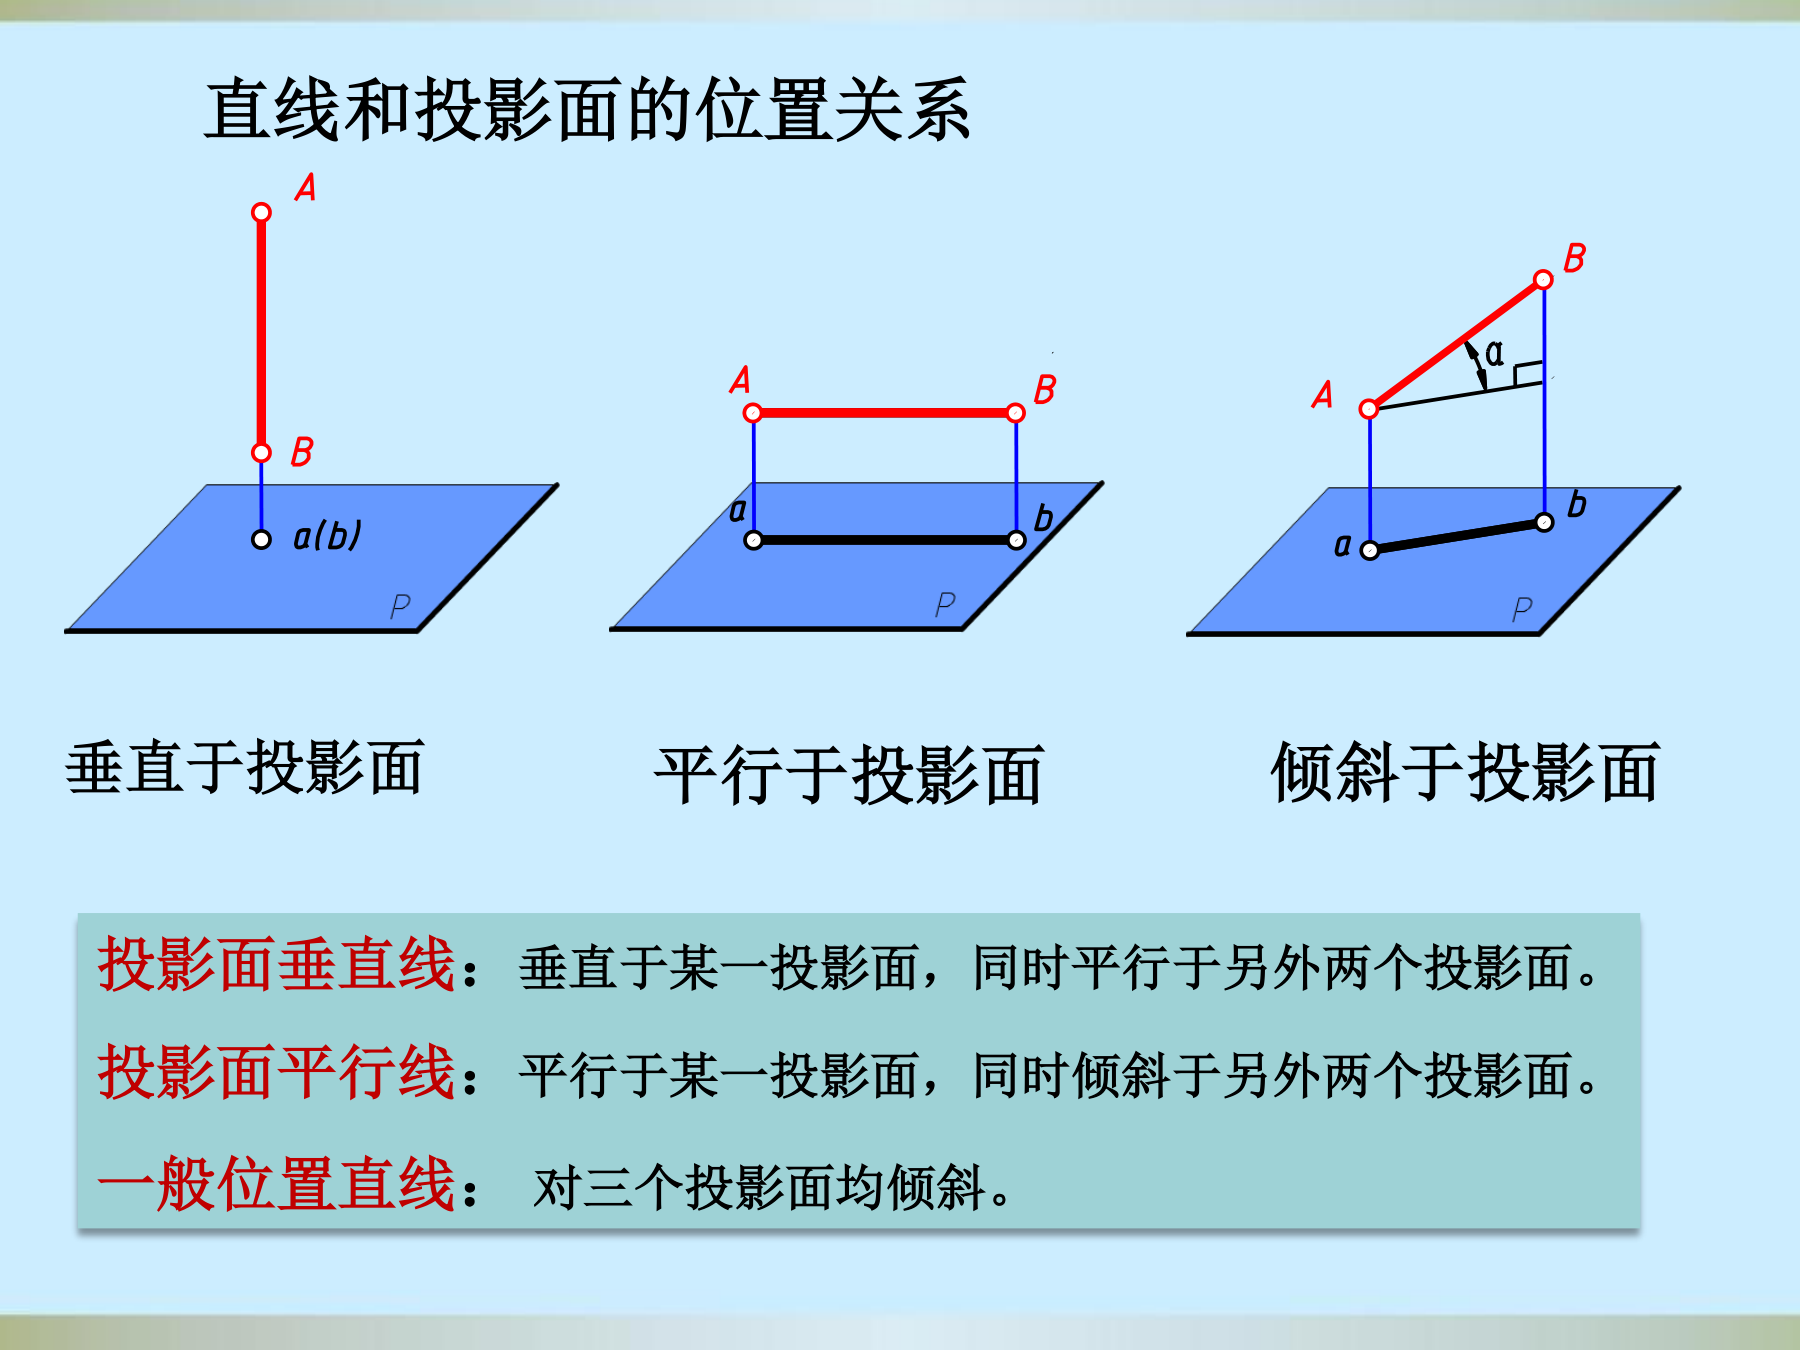 直线和投影面的位置关系
A
B
a(b)
P
A
B
a
b
P
B
A
α
a
b
P
垂直于投影面
平行于投影面
倾斜于投影面
投影面垂直线：垂直于某一投影面，同时平行于另外两个投影面。
投影面平行线：平行于某一投影面，同时倾斜于另外两个投影面。
一般位置直线： 对三个投影面均倾斜。